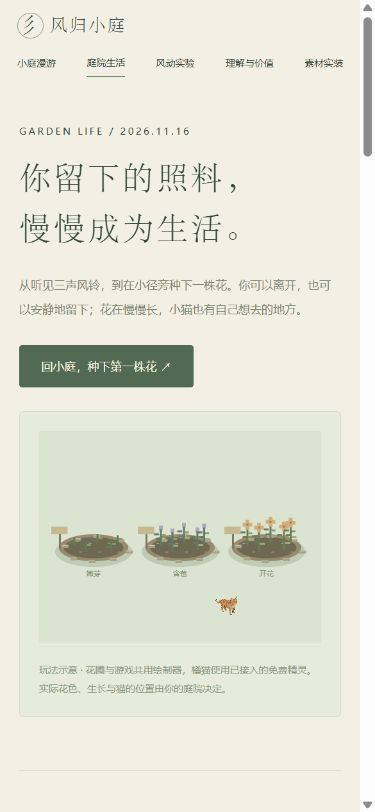 彡 风归小庭
小庭漫游 庭院生活 风动实验 理解与价值 素材实装
GARDEN LIFE / 2026.11.16
你留下的照料，
慢慢成为生活。
从听见三声风铃，到在小径旁种下一株花。你可以离开，也可
以安静地留下；花在慢慢长，小猫也有自己想去的地方。
回小庭，种下第一株花 ↗
嫩芽 含苞 开花
玩法示意 · 花圃与游戏共用绘制器，橘猫使用已接入的免费精灵。
实际花色、生长与猫的位置由你的庭院决定。